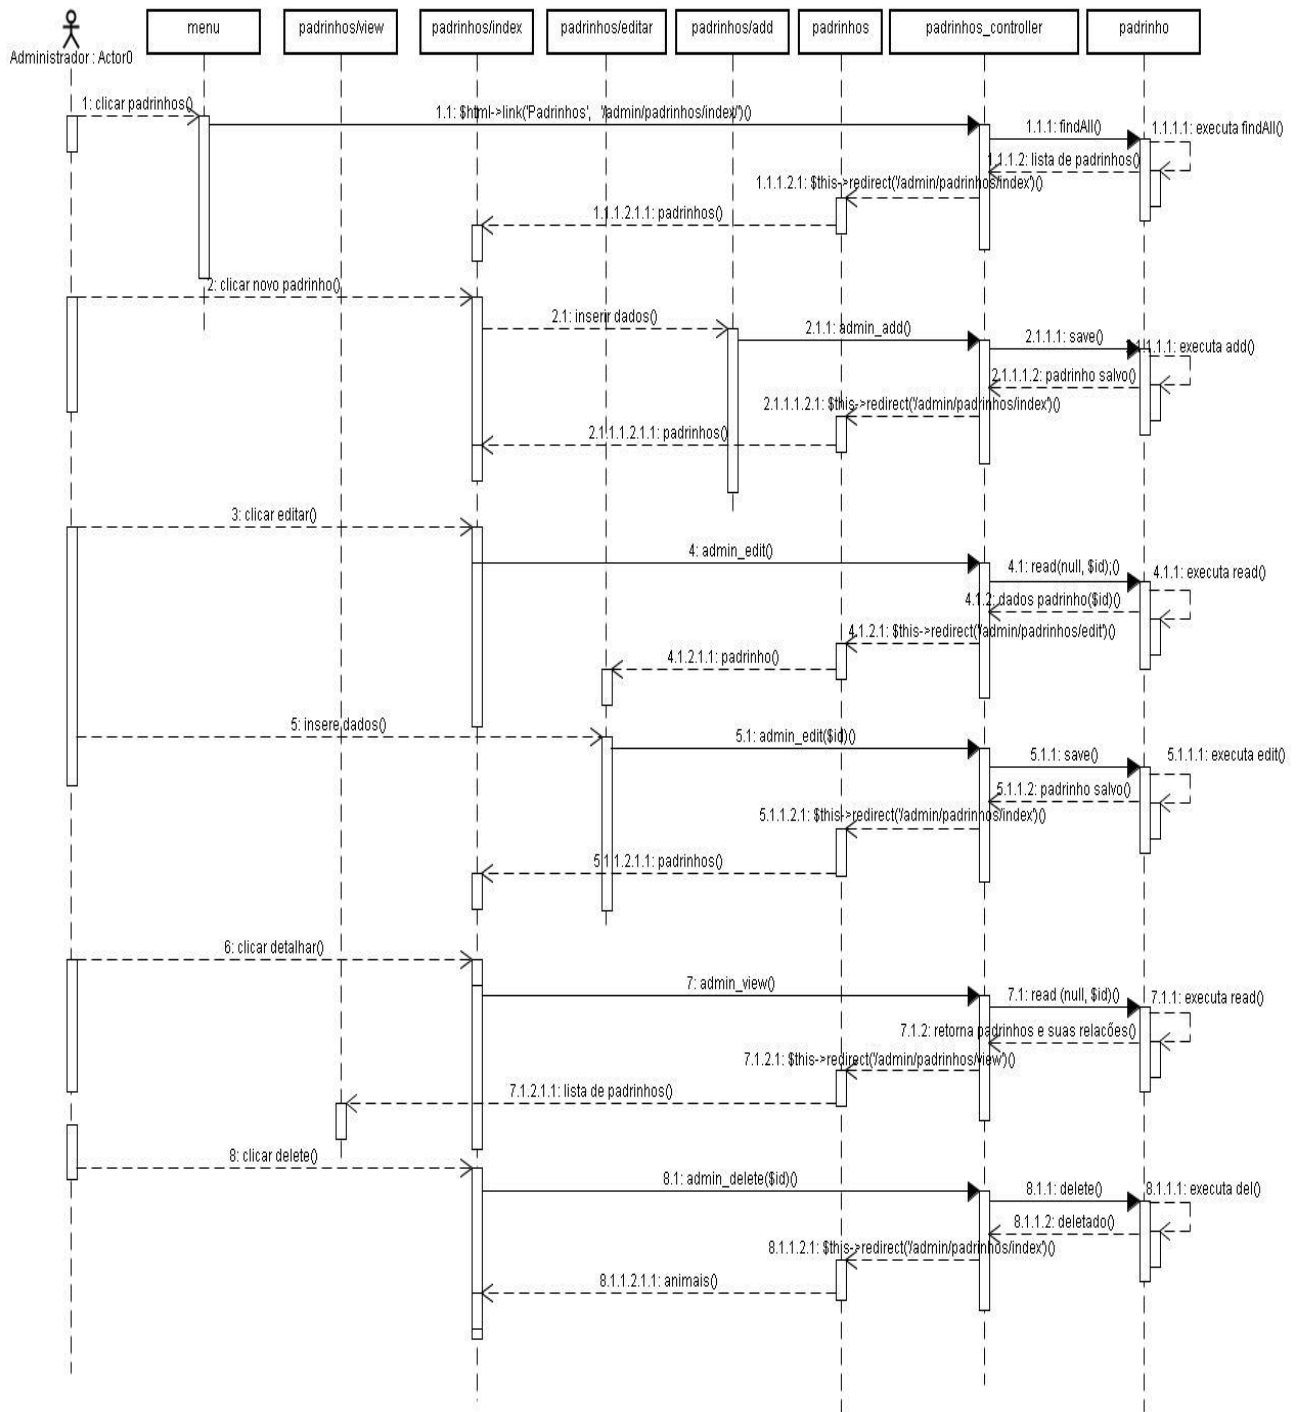 menu
padrinhos/view
padrinhos/index
padrinhos/editar
padrinhos/add
padrinhos
padrinhos_controller
padrinho
Administrador : Actor0
1: clicar padrinhos()
1.1: $html->link('Padrinhos', '/admin/padrinhos/index/')()
1.1.1: findAll()
1.1.1.1: executa findAll()
1.1.1.2: lista de padrinhos()
1.1.1.2.1: $this->redirect('/admin/padrinhos/index')()
1.1.1.2.1.1: padrinhos()
2: clicar novo padrinho()
2.1: inserir dados()
2.1.1: admin_add()
2.1.1.1: save()
2.1.1.1.1: executa add()
2.1.1.1.2: padrinho salvo()
2.1.1.1.2.1: $this->redirect('/admin/padrinhos/index')()
2.1.1.1.2.1.1: padrinhos()
3: clicar editar()
4: admin_edit()
4.1: read(null, $id);()
4.1.1: executa read()
4.1.2: dados padrinho($id)()
4.1.2.1: $this->redirect('/admin/padrinhos/edit')()
4.1.2.1.1: padrinho()
5: insere dados()
5.1: admin_edit($id)()
5.1.1: save()
5.1.1.1: executa edit()
5.1.1.2: padrinho salvo()
5.1.1.2.1: $this->redirect('/admin/padrinhos/index')()
5.1.1.2.1.1: padrinhos()
6: clicar detalhar()
7: admin_view()
7.1: read (null, $id)()
7.1.1: executa read()
7.1.2: retorna padrinhos e suas relacões()
7.1.2.1: $this->redirect('/admin/padrinhos/view')()
7.1.2.1.1: lista de padrinhos()
8: clicar delete()
8.1: admin_delete($id)()
8.1.1: delete()
8.1.1.1: executa del()
8.1.1.2: deletado()
8.1.1.2.1: $this->redirect('/admin/padrinhos/index')()
8.1.1.2.1.1: animais()